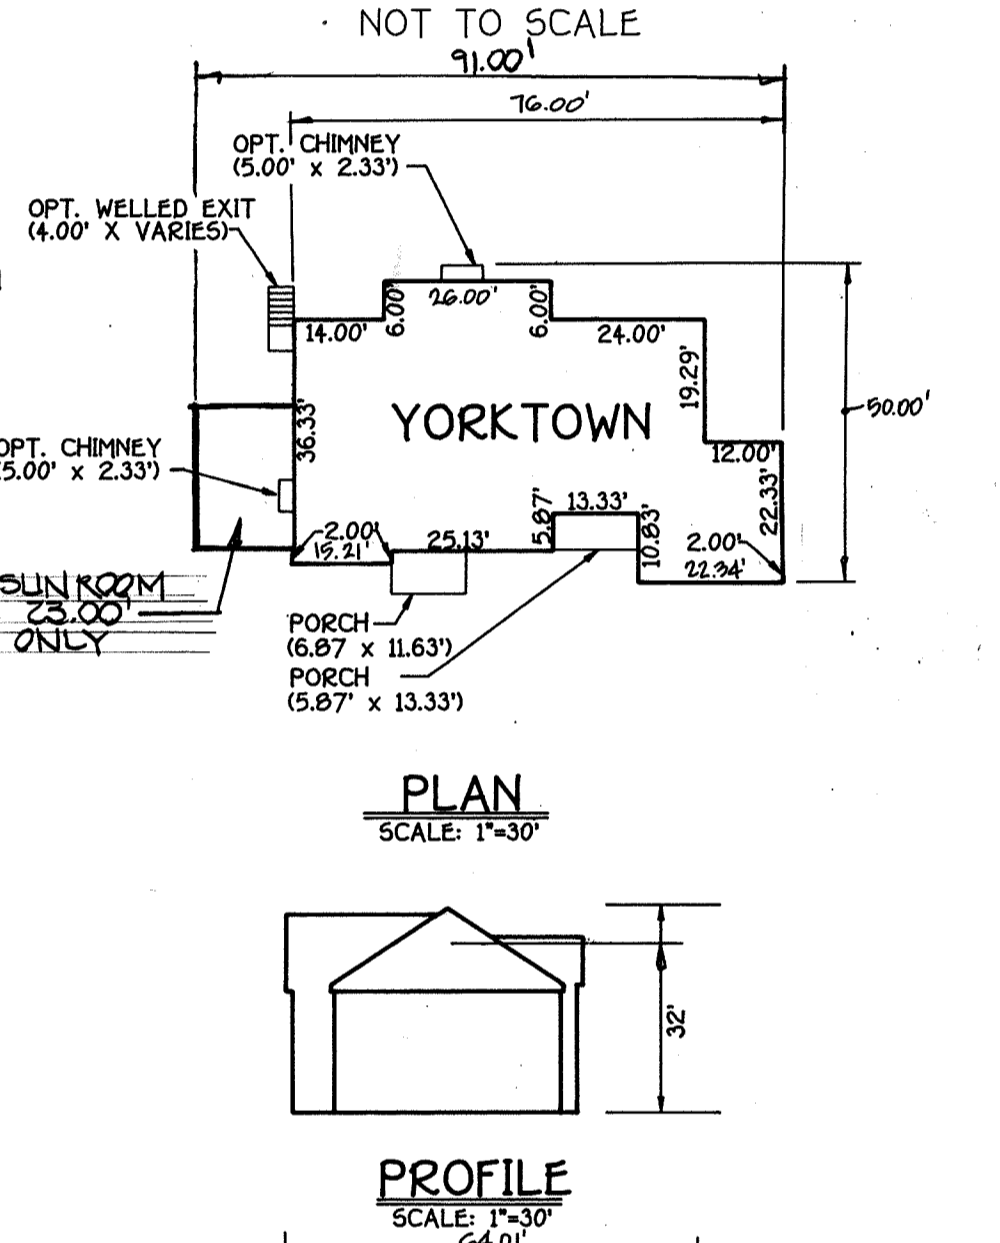 NOT TO SCALE
91.00'
76.00'
OPT. CHIMNEY
(5.00' x 2.33')
OPT. WELLED EXIT
(4.00' X VARIES)
26.00'
6.00'
6.00'
14.00'
24.00'
19.29'
YORKTOWN
50.00'
36.33'
OPT. CHIMNEY
(5.00' x 2.33')
12.00'
22.33'
13.33'
5.87'
10.83'
2.00'
15.21'
25.13'
2.00'
22.34'
SUN ROOM
23.00'
ONLY
PORCH
(6.87 x 11.63')
PORCH
(5.87' x 13.33')
PLAN
SCALE: 1"=30'
32'
PROFILE
SCALE: 1"=30'
64.01'